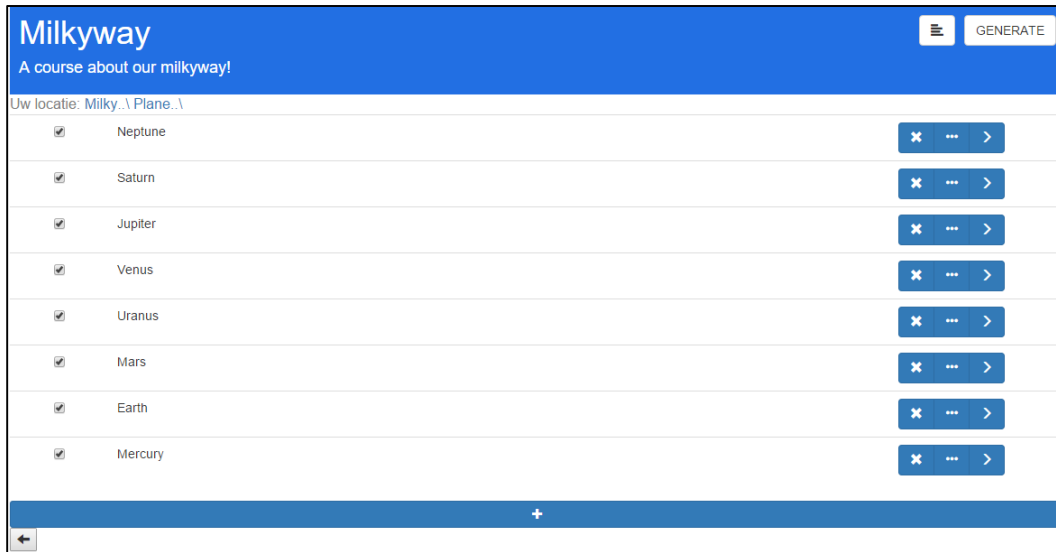 Milkyway
GENERATE
A course about our milkyway!
Uw locatie: Milky..\ Plane..\
Neptune
Saturn
Jupiter
Venus
Uranus
Mars
Earth
Mercury